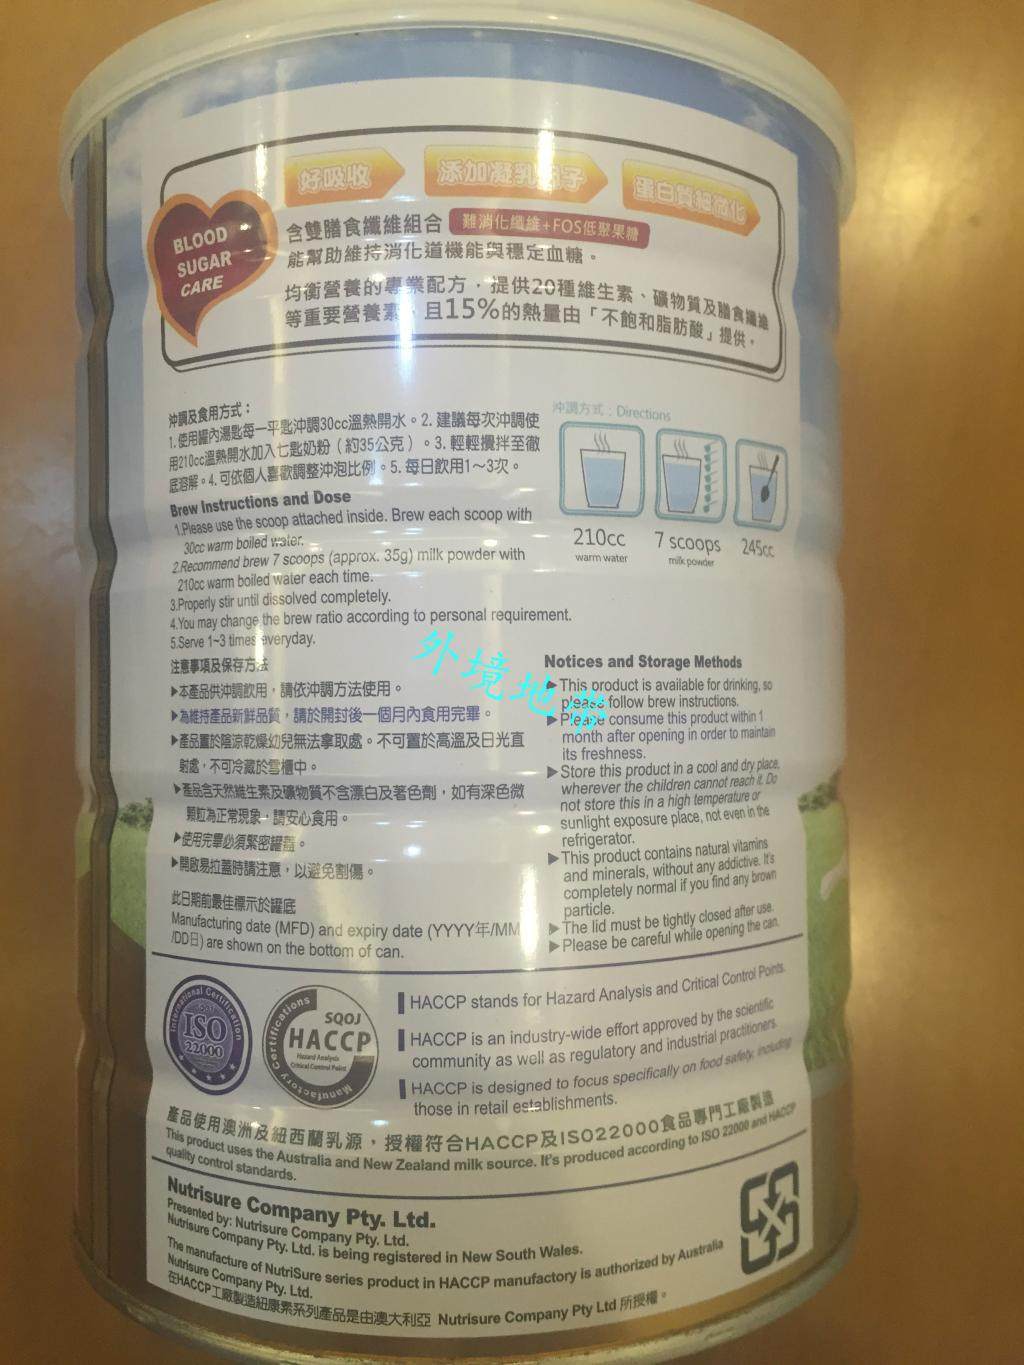 好吸收
添加凝乳因子
蛋白質細微化
BLOOD
SUGAR
CARE
含雙膳食纖維組合 難消化纖維+FOS低聚果糖
能幫助維持消化道機能與穩定血糖。
均衡營養的專業配方，提供20種維生素、礦物質及膳食纖維
等重要營養素，且15%的熱量由「不飽和脂肪酸」提供。
沖調及食用方式：
1.使用罐內湯匙每一平匙沖調30cc溫熱開水。2.建議每次沖調使
用210cc溫熱開水加入七匙奶粉（約35公克）。3.輕輕攪拌至徹
底溶解。4.可依個人喜歡調整沖泡比例。5.每日飲用1～3次。
沖調方式：Directions
210cc
warm water
7 scoops
milk powder
245cc
Brew Instructions and Dose
1.Please use the scoop attached inside. Brew each scoop with
30cc warm boiled water.
2.Recommend brew 7 scoops (approx. 35g) milk powder with
210cc warm boiled water each time.
3.Properly stir until dissolved completely.
4.You may change the brew ratio according to personal requirement.
5.Serve 1~3 times everyday.
注意事項及保存方法
▶本產品供沖調飲用，請依沖調方法使用。
▶為維持產品新鮮品質，請於開封後一個月內食用完畢。
▶產品置於陰涼乾燥幼兒無法拿取處。不可置於高溫及日光直
射處，不可冷藏於雪櫃中。
▶產品含天然維生素及礦物質不含漂白及著色劑，如有深色微
顆粒為正常現象，請安心食用。
▶使用完畢必須緊密罐蓋。
▶開啟易拉蓋時請注意，以避免割傷。
此日期前最佳標示於罐底
Manufacturing date (MFD) and expiry date (YYYY年/MM
/DD日) are shown on the bottom of can.
外境地帶
Notices and Storage Methods
▶This product is available for drinking, so
please follow brew instructions.
▶Please consume this product within 1
month after opening in order to maintain
its freshness.
▶Store this product in a cool and dry place,
wherever the children cannot reach it. Do
not store this in a high temperature or
sunlight exposure place, not even in the
refrigerator.
▶This product contains natural vitamins
and minerals, without any addictive. It's
completely normal if you find any brown
particle.
▶The lid must be tightly closed after use.
▶Please be careful while opening the can.
International Certification
ISO
22000
Manufactory Certifications
SQOJ
HACCP
Hazard Analysis
Critical Control Point
HACCP stands for Hazard Analysis and Critical Control Points.
HACCP is an industry-wide effort approved by the scientific
community as well as regulatory and industrial practitioners.
HACCP is designed to focus specifically on food safety, including
those in retail establishments.
產品使用澳洲及紐西蘭乳源，授權符合HACCP及ISO22000食品專門工廠製造
This product uses the Australia and New Zealand milk source. It's produced according to ISO 22000 and HACCP
quality control standards.
Nutrisure Company Pty. Ltd.
Presented by: Nutrisure Company Pty. Ltd.
Nutrisure Company Pty. Ltd. is being registered in New South Wales.
The manufacture of NutriSure series product in HACCP manufactory is authorized by Australia
Nutrisure Company Pty. Ltd.
在HACCP工廠製造紐康素系列產品是由澳大利亞 Nutrisure Company Pty Ltd 所授權。